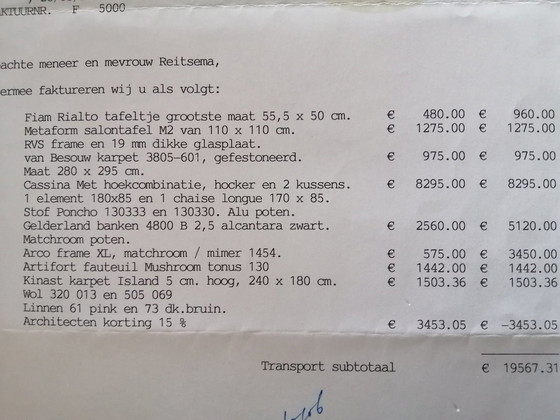 AKTUURNR. F 5000
achte meneer en mevrouw Reitsema,
ermee faktureren wij u als volgt:
Fiam Rialto tafeltje grootste maat 55,5 x 50 cm. € 480.00 € 960.00
Metaform salontafel M2 van 110 x 110 cm. € 1275.00 € 1275.00
RVS frame en 19 mm dikke glasplaat.
van Besouw karpet 3805-601, gefestoneerd. € 975.00 € 975.00
Maat 280 x 295 cm.
Cassina Met hoekcombinatie, hocker en 2 kussens. € 8295.00 € 8295.00
1 element 180x85 en 1 chaise longue 170 x 85.
Stof Poncho 130333 en 130330. Alu poten.
Gelderland banken 4800 B 2,5 alcantara zwart. € 2560.00 € 5120.00
Matchroom poten.
Arco frame XL, matchroom / mimer 1454. € 575.00 € 3450.00
Artifort fauteuil Mushroom tonus 130 € 1442.00 € 1442.00
Kinast karpet Island 5 cm. hoog, 240 x 180 cm. € 1503.36 € 1503.36
Wol 320 013 en 505 069
Linnen 61 pink en 73 dk.bruin.
Architecten korting 15 % € 3453.05 € -3453.05
Transport subtotaal € 19567.31